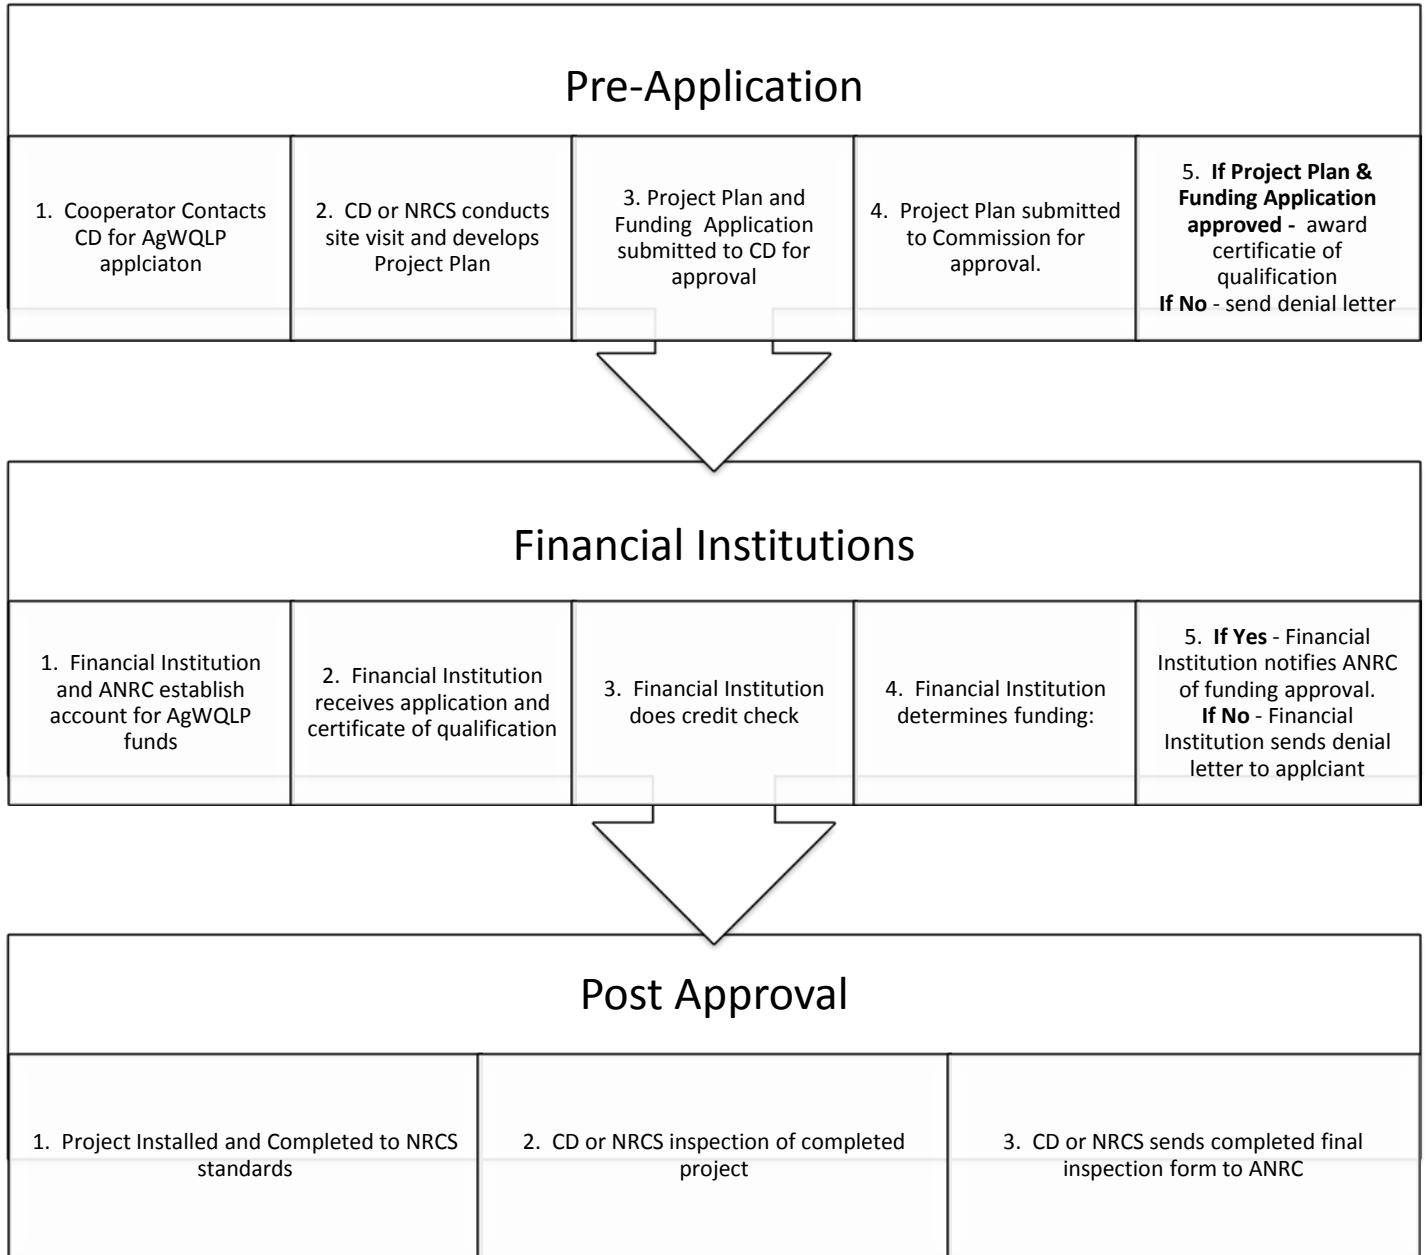 Pre-Application
1. Cooperator Contacts
CD for AgWQLP
applciaton
2. CD or NRCS conducts
site visit and develops
Project Plan
3. Project Plan and
Funding Application
submitted to CD for
approval
4. Project Plan submitted
to Commission for
approval.
5. If Project Plan &
Funding Application
approved - award
certificatie of
qualification
If No - send denial letter
Financial Institutions
1. Financial Institution
and ANRC establish
account for AgWQLP
funds
2. Financial Institution
receives application and
certificate of qualification
3. Financial Institution
does credit check
4. Financial Institution
determines funding:
5. If Yes - Financial
Institution notifies ANRC
of funding approval.
If No - Financial
Institution sends denial
letter to applciant
Post Approval
1. Project Installed and Completed to NRCS
standards
2. CD or NRCS inspection of completed
project
3. CD or NRCS sends completed final
inspection form to ANRC